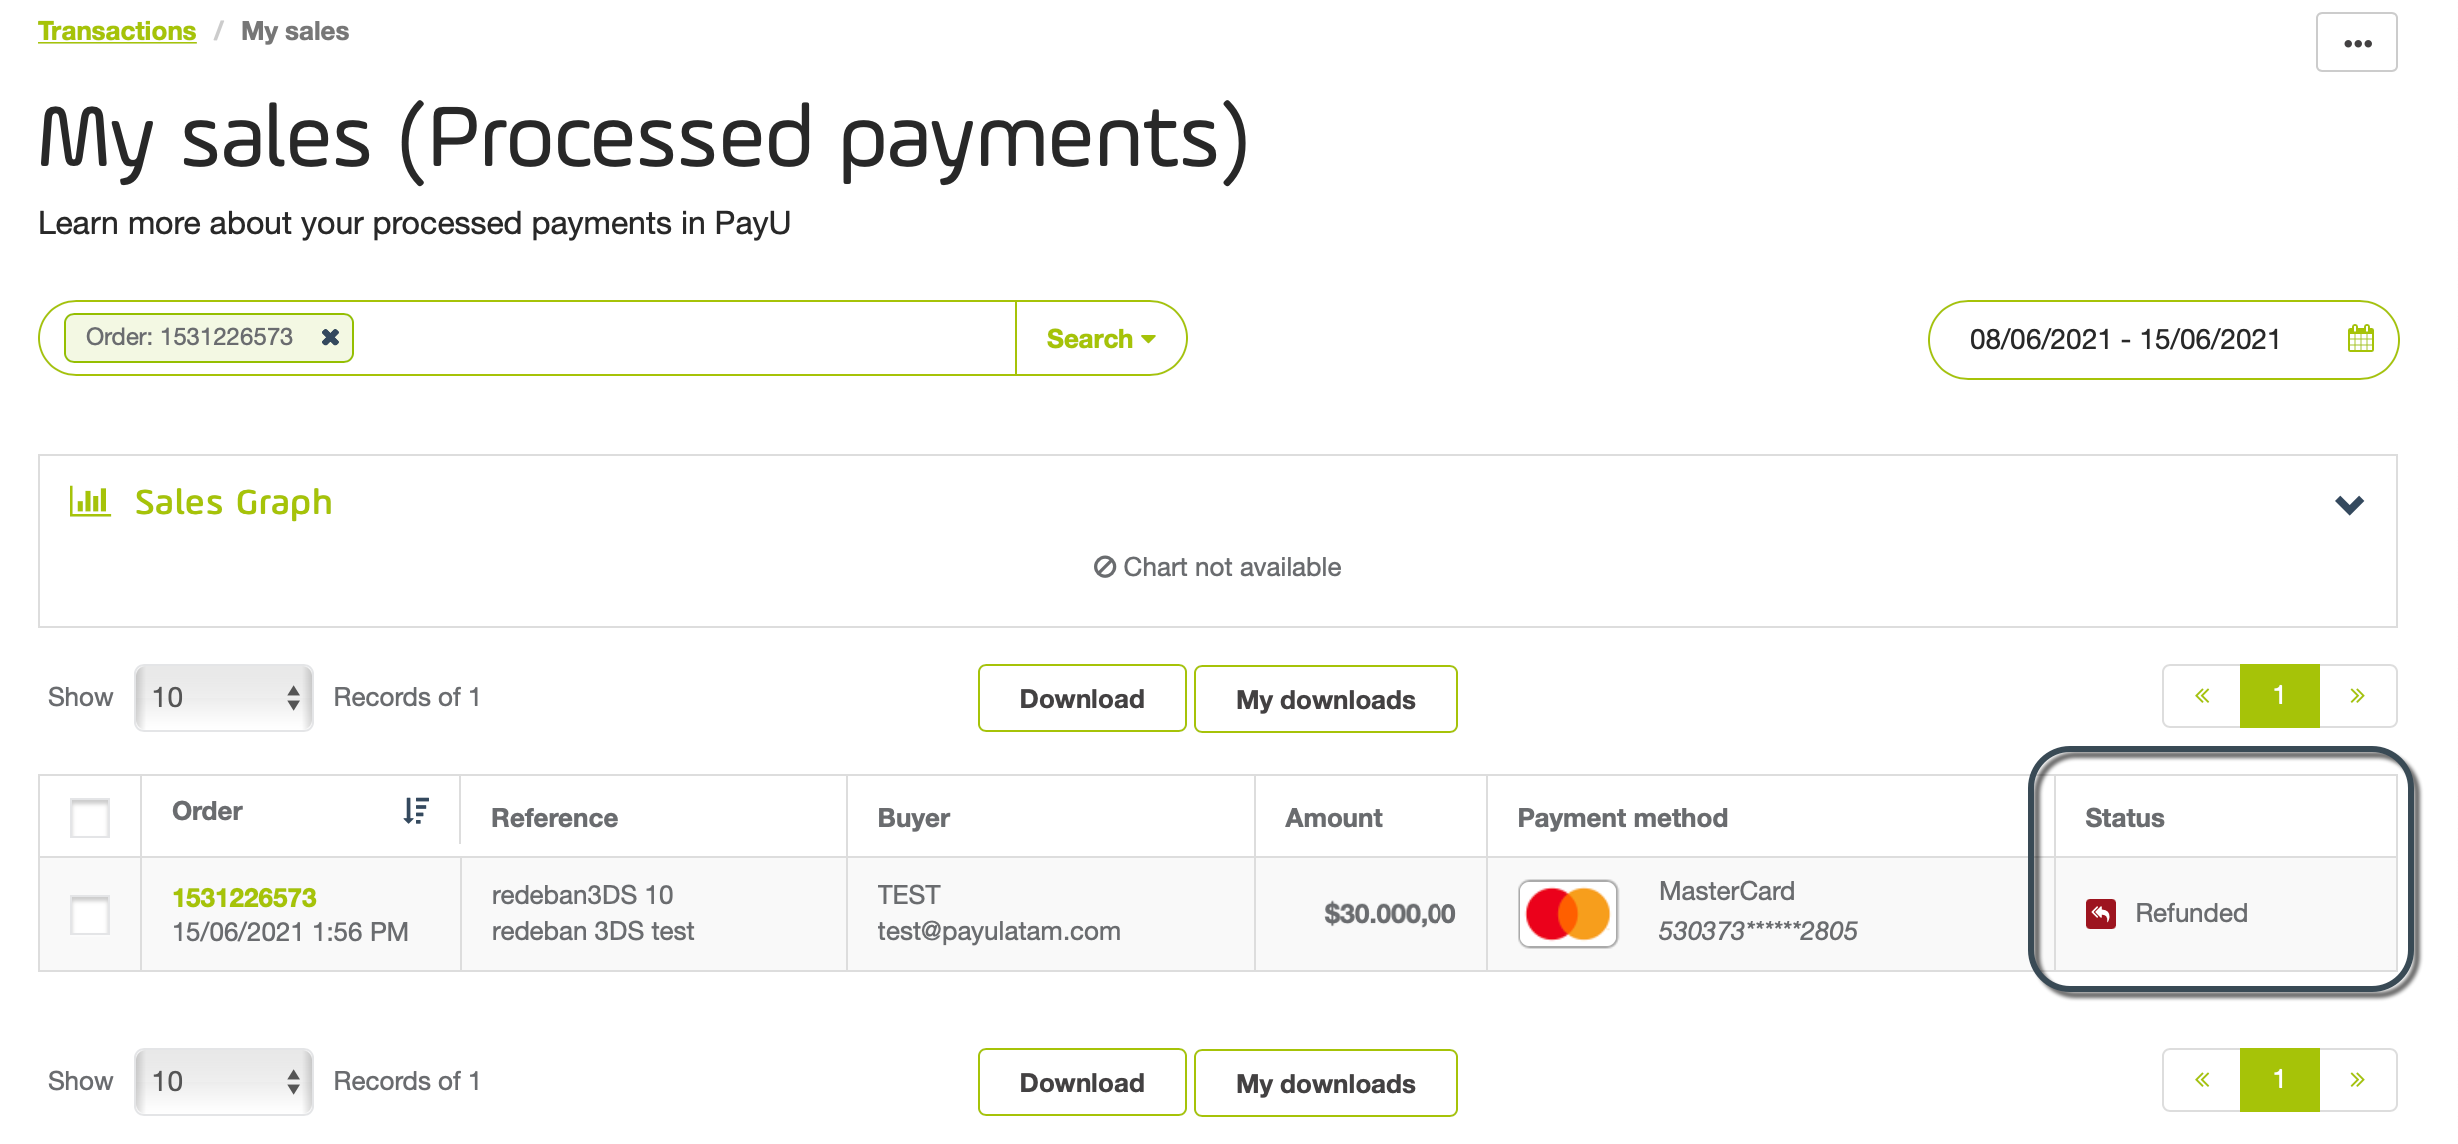 Transactions / My sales
My sales (Processed payments)
Learn more about your processed payments in PayU
Order: 1531226573
Search
08/06/2021 - 15/06/2021
Sales Graph
Chart not available
Show 10 Records of 1
Download My downloads
« 1 »
Order Reference Buyer Amount Payment method Status
1531226573 redeban3DS 10 TEST $30.000,00 MasterCard Refunded
15/06/2021 1:56 PM redeban 3DS test test@payulatam.com 530373******2805
Show 10 Records of 1
Download My downloads
« 1 »